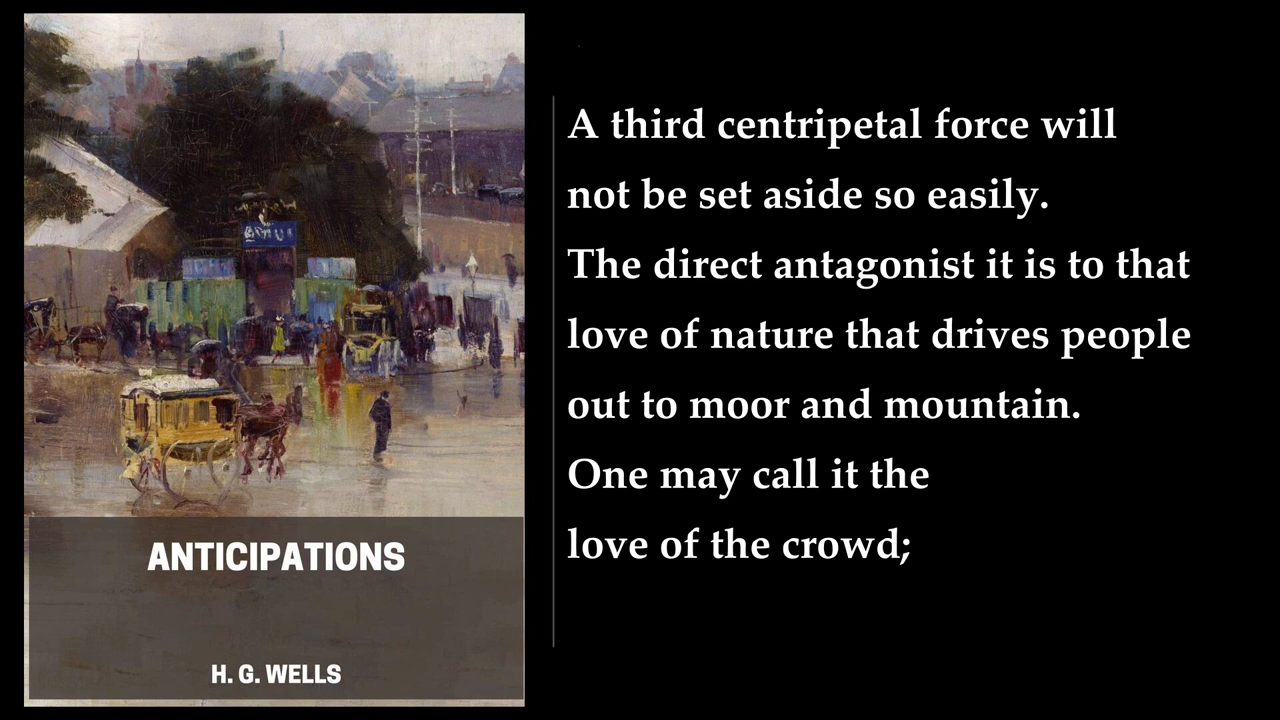 ANTICIPATIONS
H. G. WELLS
A third centripetal force will
not be set aside so easily.
The direct antagonist it is to that
love of nature that drives people
out to moor and mountain.
One may call it the
love of the crowd;